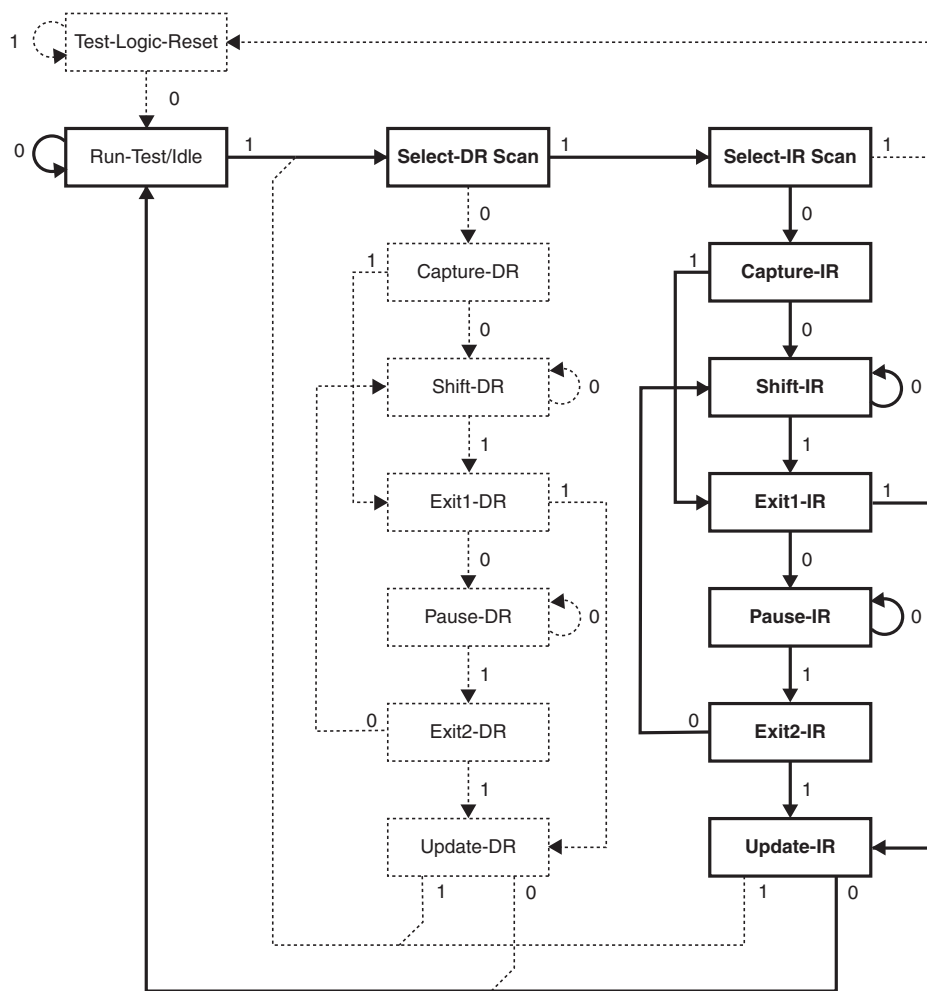 1 Test-Logic-Reset
0
0 Run-Test/Idle 1 Select-DR Scan 1 Select-IR Scan 1
0 0
1 Capture-DR 1 Capture-IR
0 0
Shift-DR 0 Shift-IR 0
1 1
Exit1-DR 1 Exit1-IR 1
0 0
Pause-DR 0 Pause-IR 0
1 1
0 Exit2-DR 0 Exit2-IR
1 1
Update-DR Update-IR
1 0 1 0